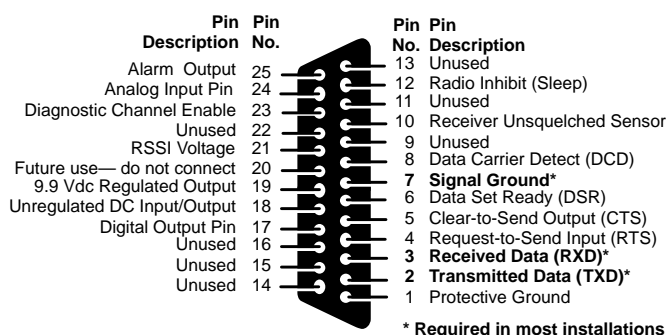 Pin Description Pin No.
Alarm Output 25
Analog Input Pin 24
Diagnostic Channel Enable 23
Unused 22
RSSI Voltage 21
Future use— do not connect 20
9.9 Vdc Regulated Output 19
Unregulated DC Input/Output 18
Digital Output Pin 17
Unused 16
Unused 15
Unused 14
Pin No. Pin Description
13 Unused
12 Radio Inhibit (Sleep)
11 Unused
10 Receiver Unsquelched Sensor
9 Unused
8 Data Carrier Detect (DCD)
7 Signal Ground*
6 Data Set Ready (DSR)
5 Clear-to-Send Output (CTS)
4 Request-to-Send Input (RTS)
3 Received Data (RXD)*
2 Transmitted Data (TXD)*
1 Protective Ground
* Required in most installations